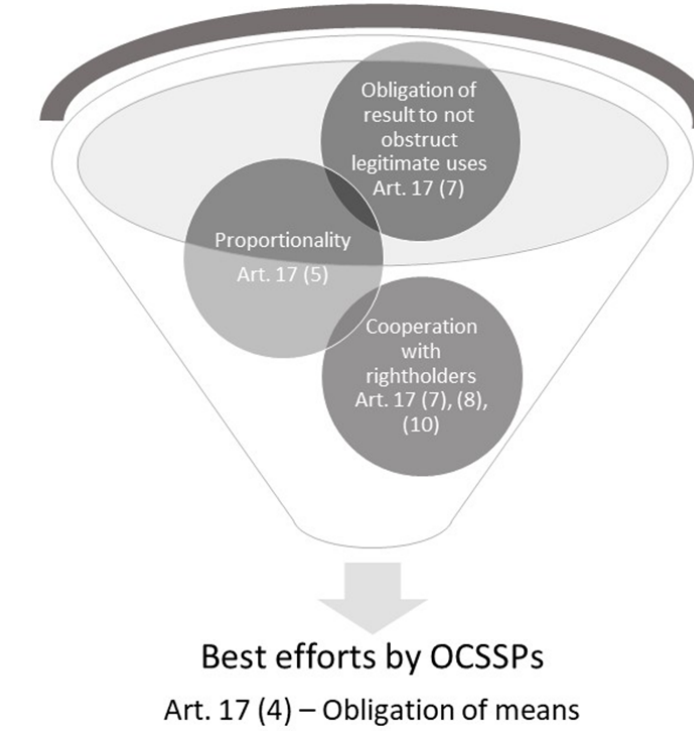 Obligation of
result to not
obstruct
legitimate uses
Art. 17 (7)
Proportionality
Art. 17 (5)
Cooperation
with
rightholders
Art. 17 (7), (8),
(10)
Best efforts by OCSSPs
Art. 17 (4) – Obligation of means